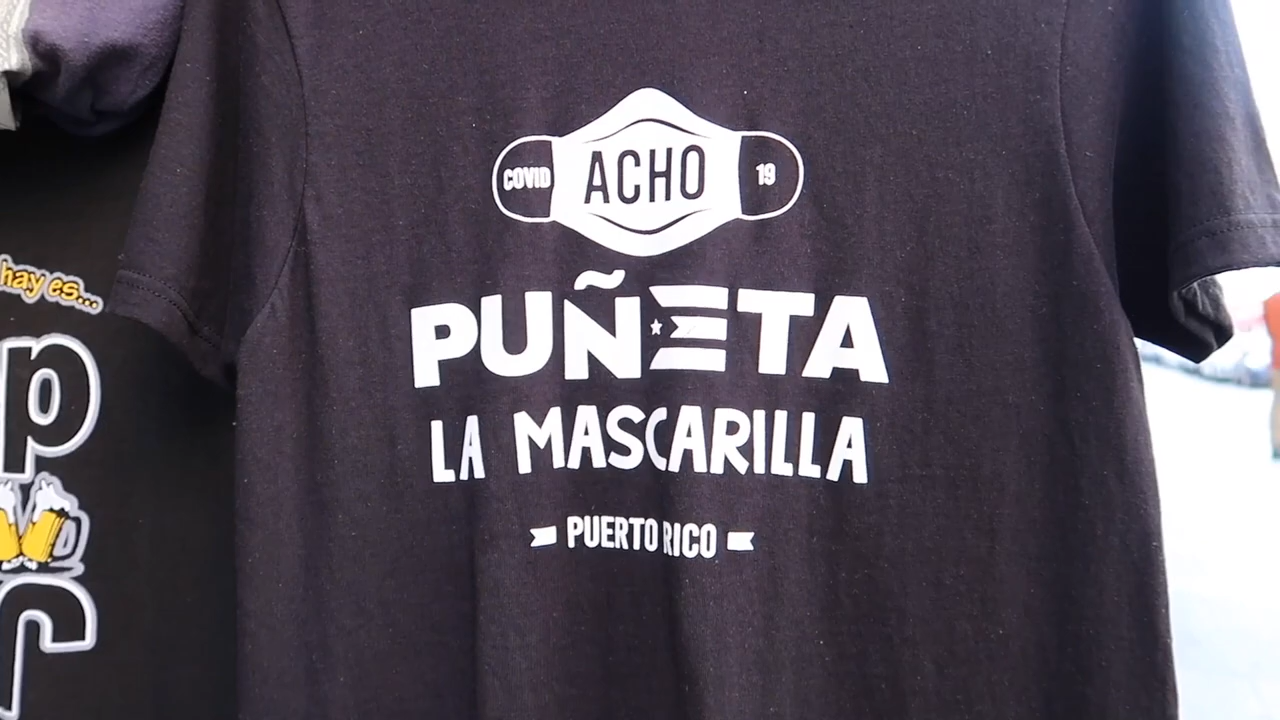 COVID ACHO 19
PUÑETA
LA MASCARILLA
PUERTO RICO
hay es...
p
r